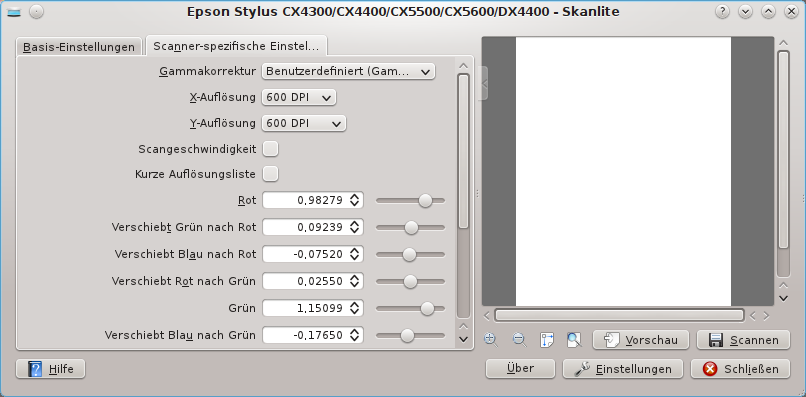 Epson Stylus CX4300/CX4400/CX5500/CX5600/DX4400 - Skanlite
Basis-Einstellungen
Scanner-spezifische Einstel...
Gammakorrektur Benutzerdefiniert (Gam...
X-Auflösung 600 DPI
Y-Auflösung 600 DPI
Scangeschwindigkeit
Kurze Auflösungsliste
Rot 0,98279
Verschiebt Grün nach Rot 0,09239
Verschiebt Blau nach Rot -0,07520
Verschiebt Rot nach Grün 0,02550
Grün 1,15099
Verschiebt Blau nach Grün -0,17650
Vorschau
Scannen
Hilfe
Über
Einstellungen
Schließen